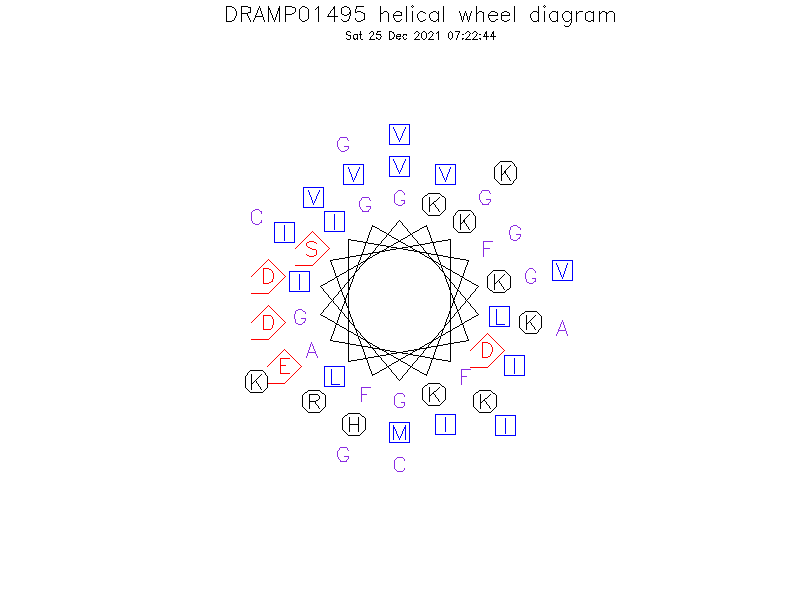 DRAMP01495 helical wheel diagram
Sat 25 Dec 2021 07:22:44
V
G
V
V V K
V G G K G
C I I K G
S F
D I K G V
D G L K A
A D
E I
K L F
R F G K K
H M I I
G C